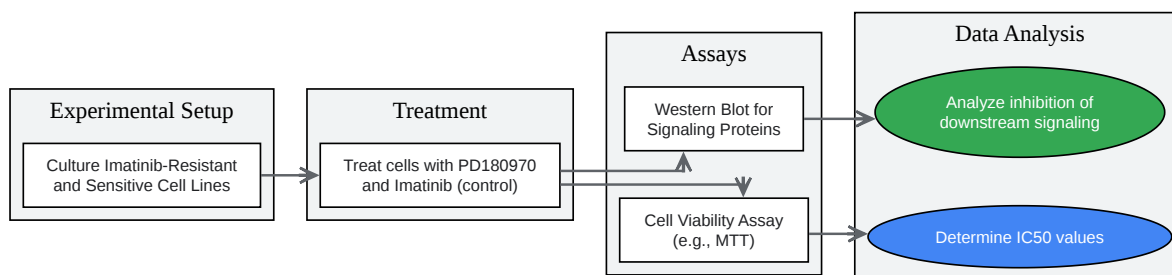 Experimental Setup
Culture Imatinib-Resistant
and Sensitive Cell Lines
Treatment
Treat cells with PD180970
and Imatinib (control)
Assays
Western Blot for
Signaling Proteins
Cell Viability Assay
(e.g., MTT)
Data Analysis
Analyze inhibition of
downstream signaling
Determine IC50 values